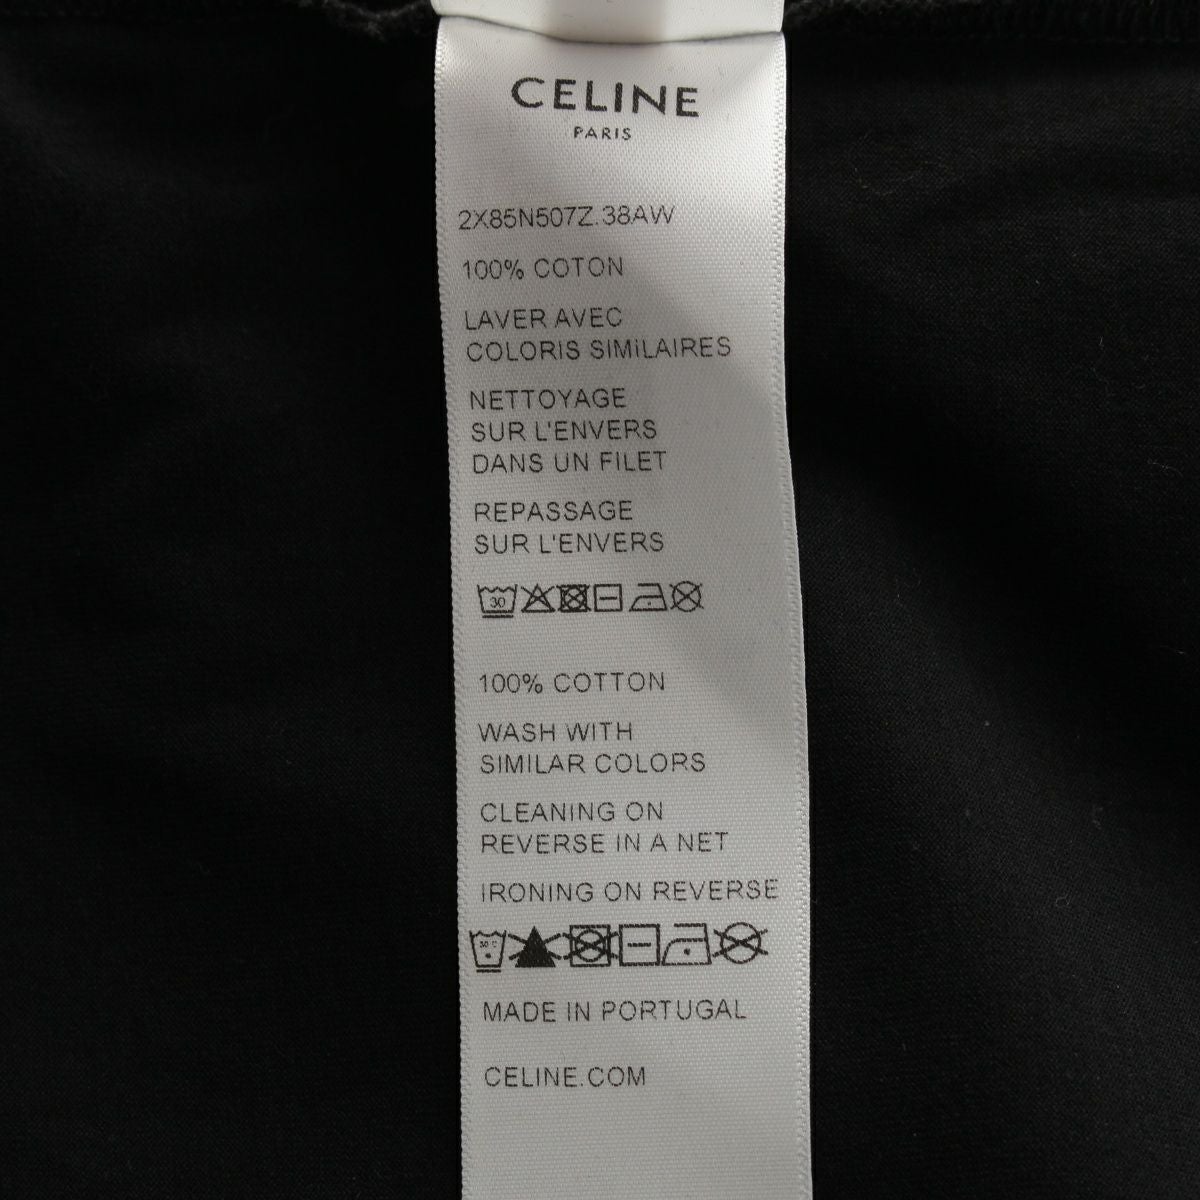 CELINE
PARIS
2X85N507Z.38AW
100% COTON
LAVER AVEC
COLORIS SIMILAIRES
NETTOYAGE
SUR L'ENVERS
DANS UN FILET
REPASSAGE
SUR L'ENVERS
30
100% COTTON
WASH WITH
SIMILAR COLORS
CLEANING ON
REVERSE IN A NET
IRONING ON REVERSE
30°C
MADE IN PORTUGAL
CELINE.COM